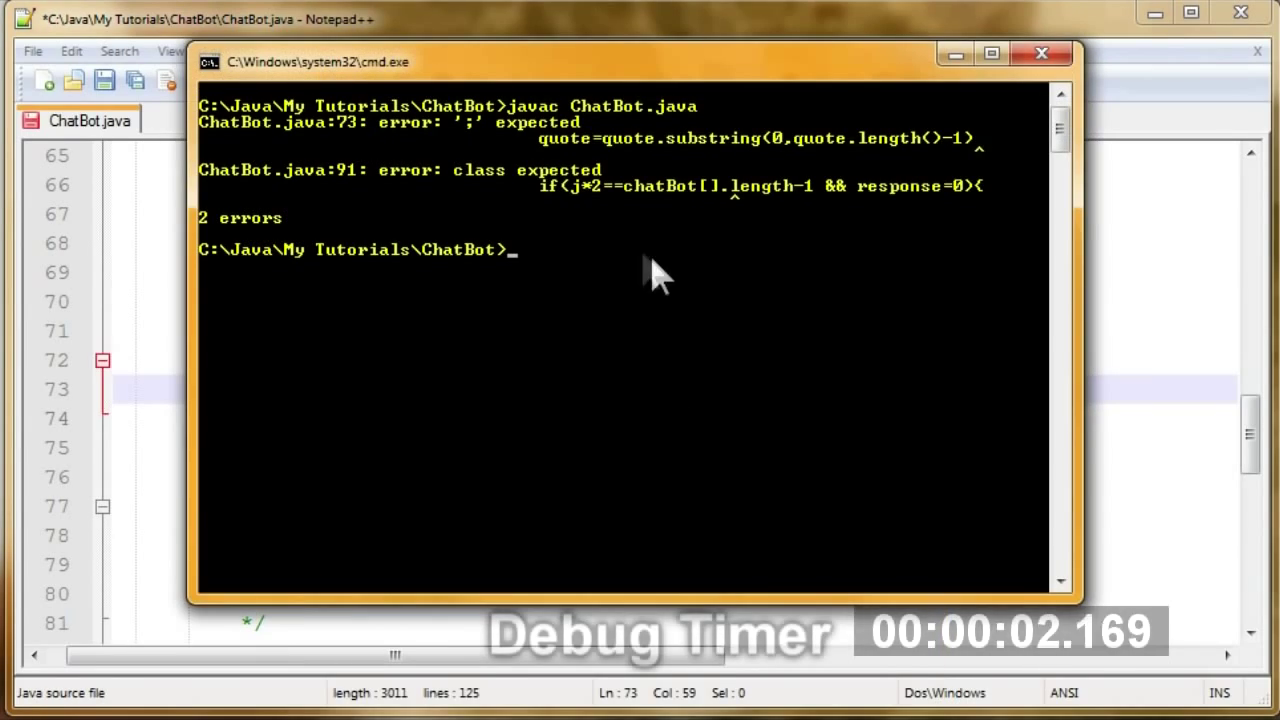 *C:\Java\My Tutorials\ChatBot\ChatBot.java - Notepad++
File Edit Search View
C:\Windows\system32\cmd.exe
ChatBot.java
C:\Java\My Tutorials\ChatBot>javac ChatBot.java
ChatBot.java:73: error: ';' expected
quote=quote.substring(0,quote.length()-1)
^
ChatBot.java:91: error: class expected
if(j*2==chatBot[].length-1 && response=0){
^
2 errors
C:\Java\My Tutorials\ChatBot>_
65
66
67
68
69
70
71
72
73
74
75
76
77
78
79
80
81 */
Debug Timer 00:00:02.169
Java source file length : 3011 lines : 125 Ln : 73 Col : 59 Sel : 0 Dos\Windows ANSI INS